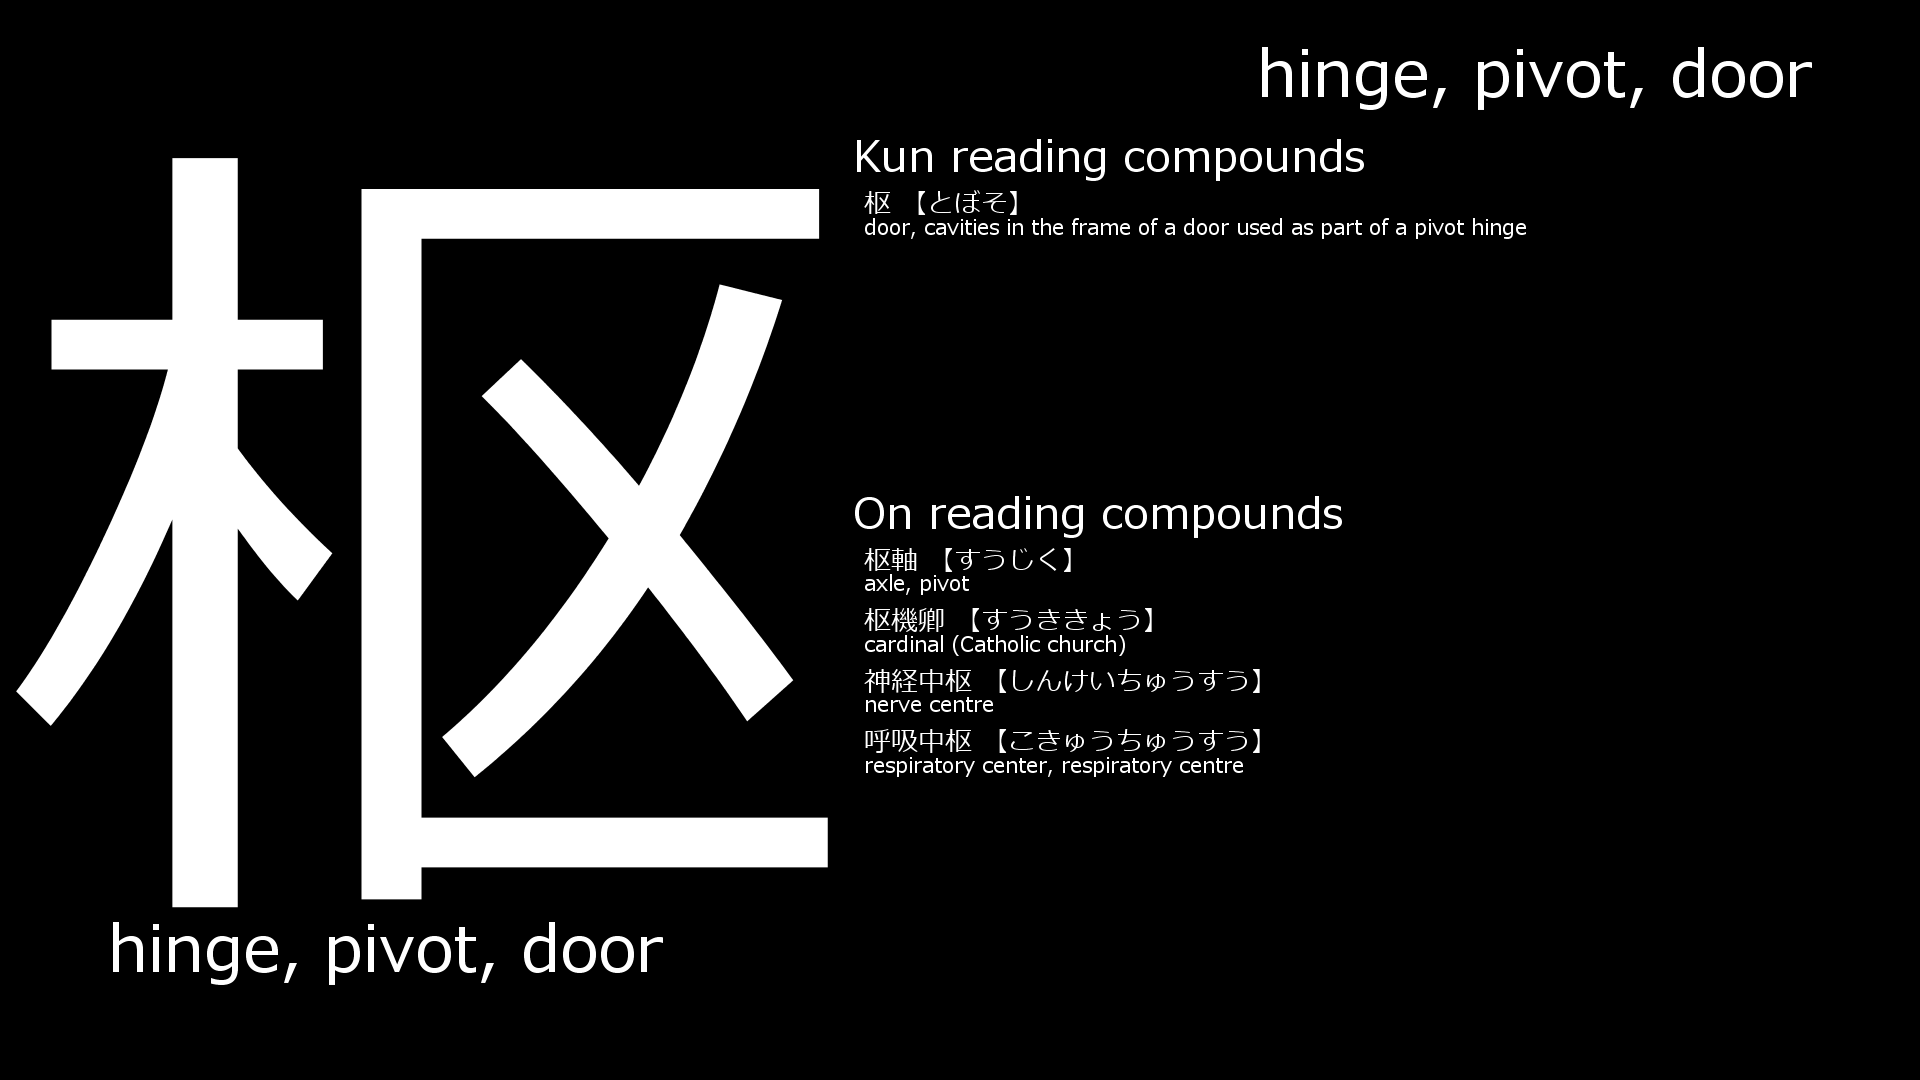 枢
hinge, pivot, door
hinge, pivot, door
Kun reading compounds
枢 【とぼそ】
door, cavities in the frame of a door used as part of a pivot hinge
On reading compounds
枢軸 【すうじく】
axle, pivot
枢機卿 【すうききょう】
cardinal (Catholic church)
神経中枢 【しんけいちゅうすう】
nerve centre
呼吸中枢 【こきゅうちゅうすう】
respiratory center, respiratory centre